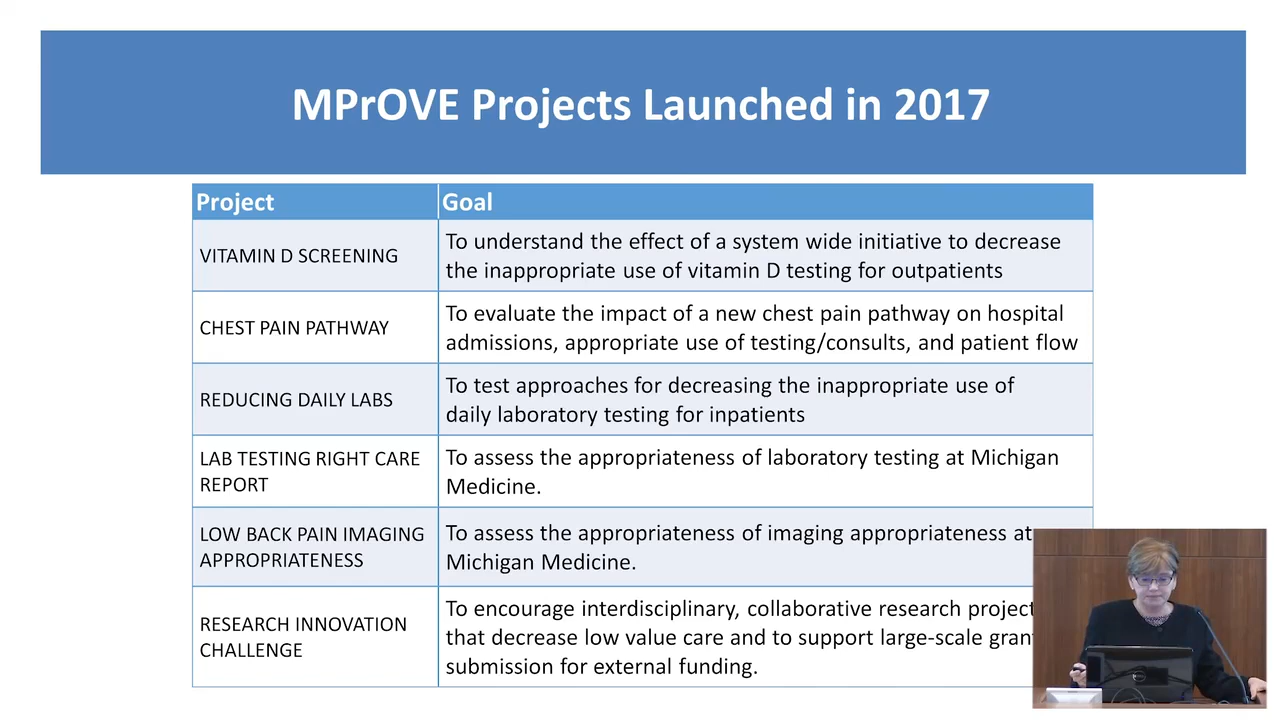 MPrOVE Projects Launched in 2017
Project
Goal
VITAMIN D SCREENING
To understand the effect of a system wide initiative to decrease
the inappropriate use of vitamin D testing for outpatients
CHEST PAIN PATHWAY
To evaluate the impact of a new chest pain pathway on hospital
admissions, appropriate use of testing/consults, and patient flow
REDUCING DAILY LABS
To test approaches for decreasing the inappropriate use of
daily laboratory testing for inpatients
LAB TESTING RIGHT CARE
REPORT
To assess the appropriateness of laboratory testing at Michigan
Medicine.
LOW BACK PAIN IMAGING
APPROPRIATENESS
To assess the appropriateness of imaging appropriateness at
Michigan Medicine.
RESEARCH INNOVATION
CHALLENGE
To encourage interdisciplinary, collaborative research project
that decrease low value care and to support large-scale gran
submission for external funding.